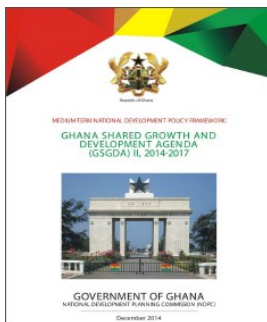 Republic of Ghana
MEDIUM-TERM NATIONAL DEVELOPMENT POLICY FRAMEWORK
GHANA SHARED GROWTH AND
DEVELOPMENT AGENDA
(GSGDA) II, 2014-2017
GOVERNMENT OF GHANA
NATIONAL DEVELOPMENT PLANNING COMMISSION (NDPC)
December 2014